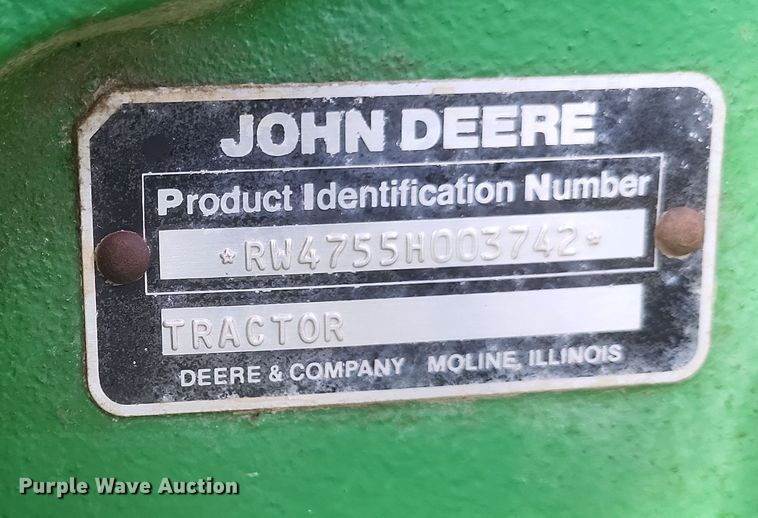 JOHN DEERE
Product Identification Number
*RW4755H003742*
TRACTOR
DEERE & COMPANY MOLINE, ILLINOIS
Purple Wave Auction